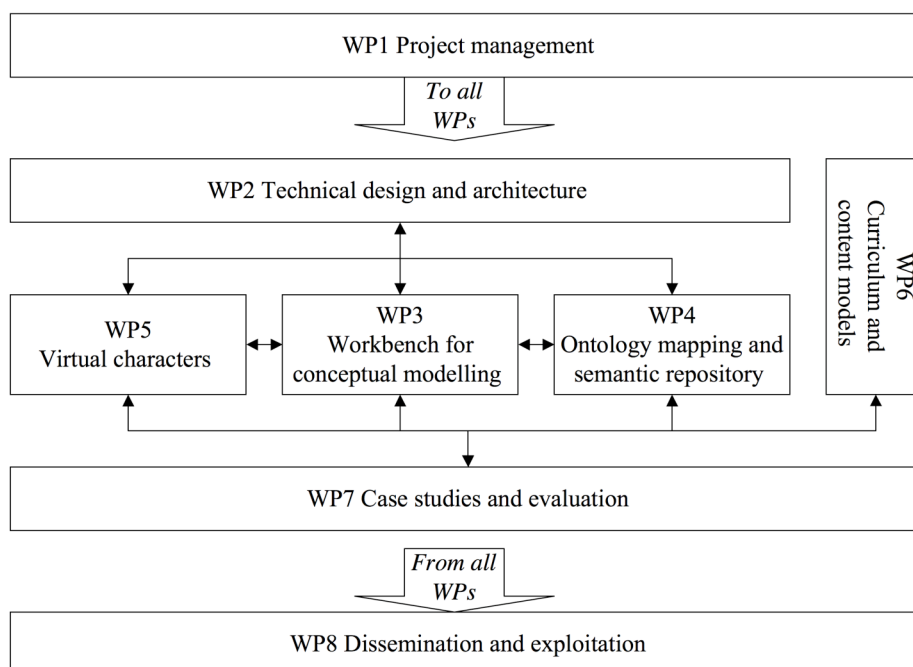 WP1 Project management
To all
WPs
WP2 Technical design and architecture
WP6
Curriculum and
content models
WP5
Virtual characters
WP3
Workbench for
conceptual modelling
WP4
Ontology mapping and
semantic repository
WP7 Case studies and evaluation
From all
WPs
WP8 Dissemination and exploitation